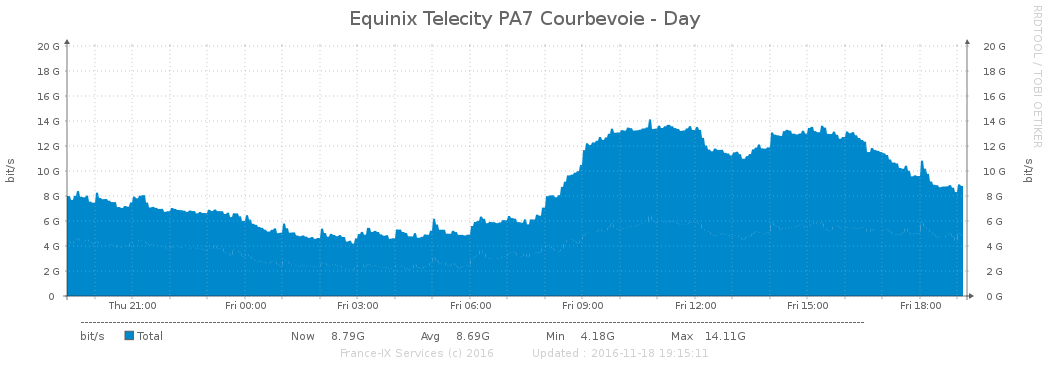 Equinix Telecity PA7 Courbevoie - Day
RRDTOOL / TOBI OETIKER
20 G 20 G
18 G 18 G
16 G 16 G
14 G 14 G
12 G 12 G
10 G 10 G
8 G 8 G
6 G 6 G
4 G 4 G
2 G 2 G
0 0 G
bit/s bit/s
Thu 21:00 Fri 00:00 Fri 03:00 Fri 06:00 Fri 09:00 Fri 12:00 Fri 15:00 Fri 18:00
bit/s Total Now 8.79G Avg 8.69G Min 4.18G Max 14.11G
France-IX Services (c) 2016 Updated : 2016-11-18 19:15:11